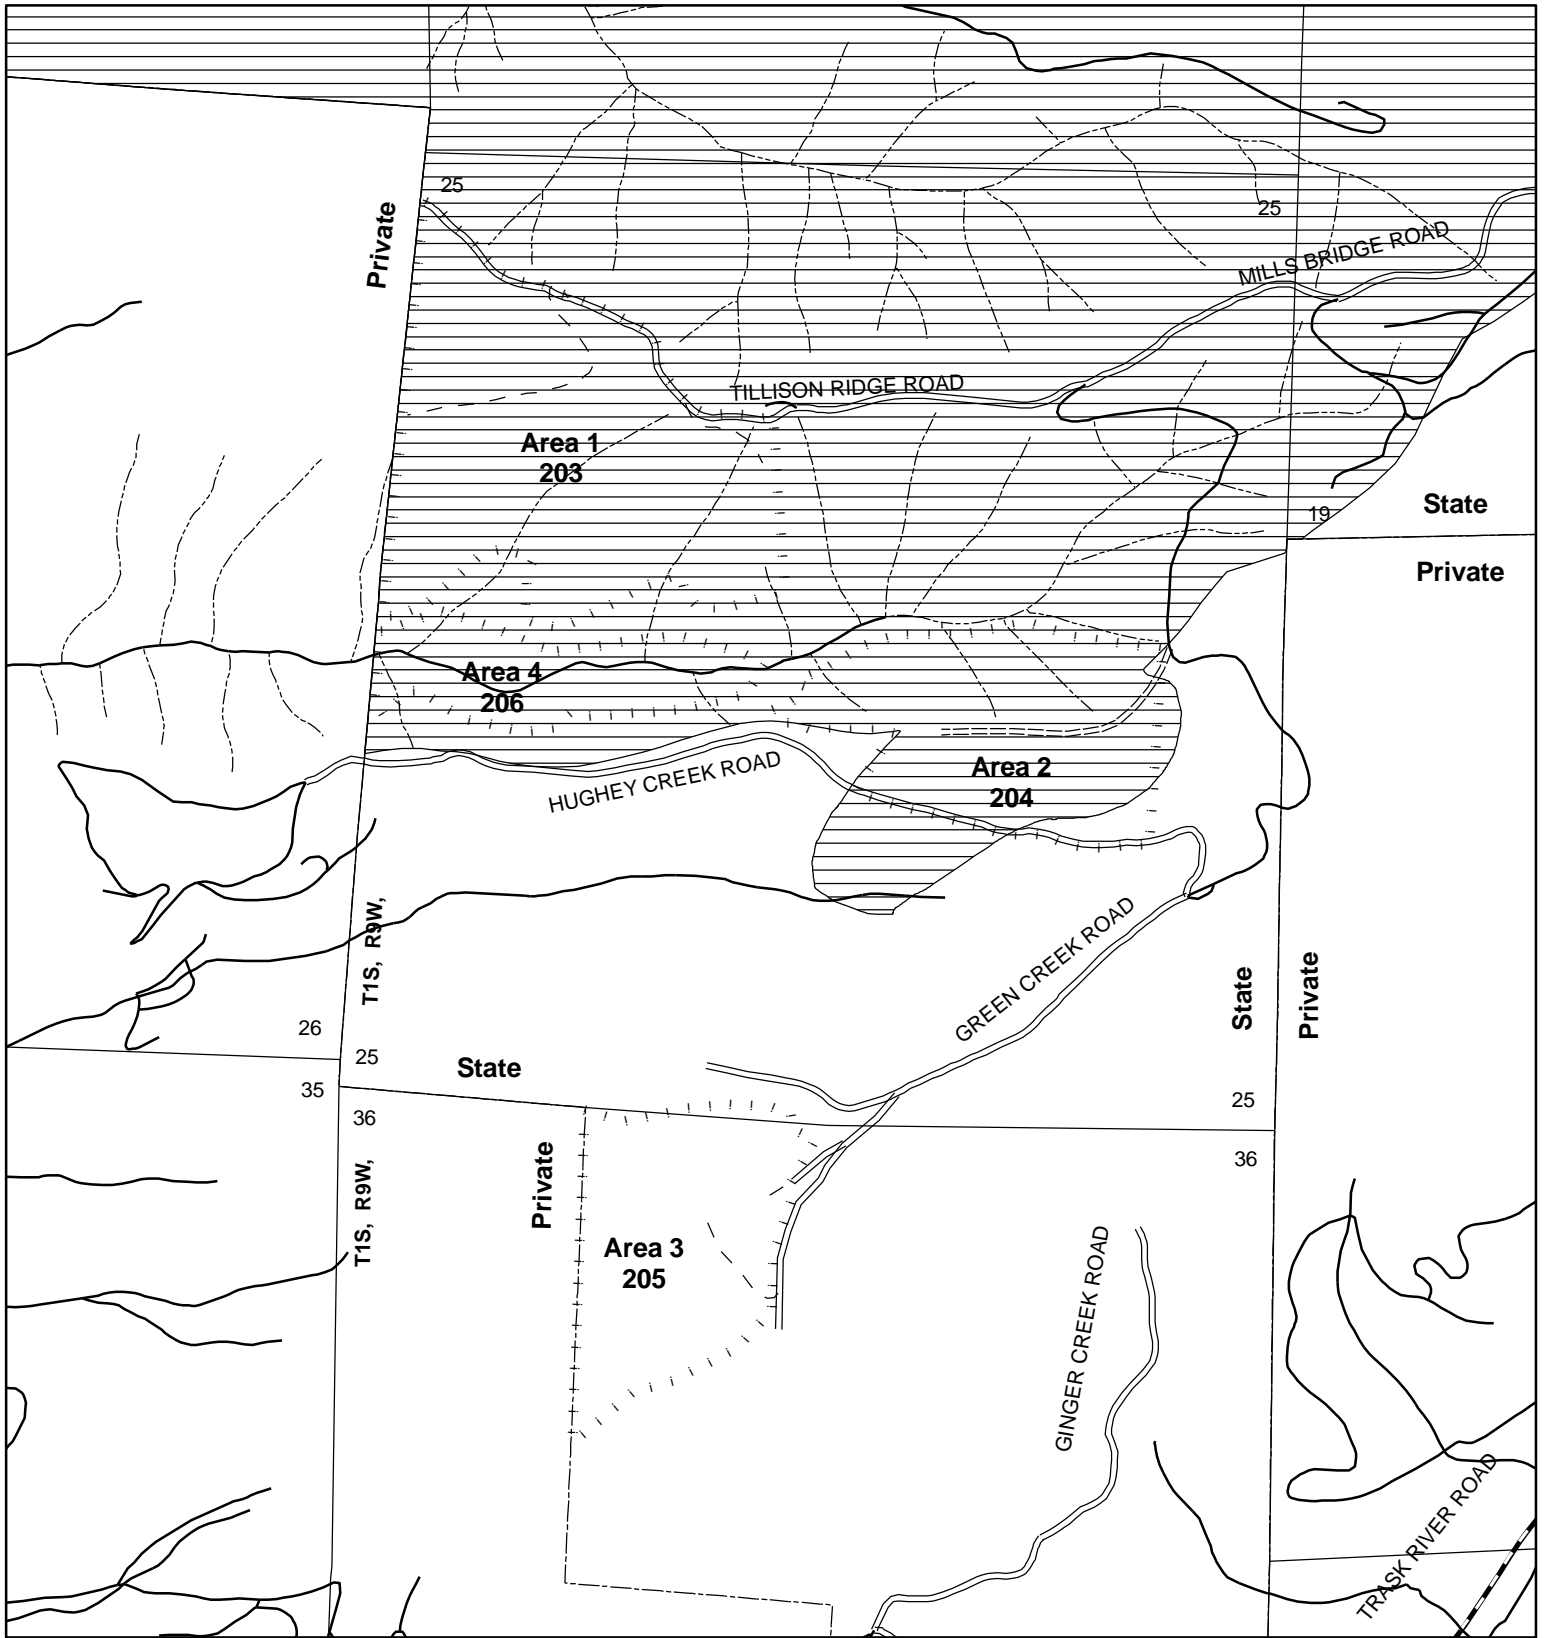 25
25
Private
MILLS BRIDGE ROAD
TILLISON RIDGE ROAD
Area 1
203
State
19
Private
Area 4
206
Area 2
204
HUGHEY CREEK ROAD
T1S, R9W,
GREEN CREEK ROAD
State
Private
26
25
State
35
36
25
36
T1S, R9W,
Private
Area 3
205
GINGER CREEK ROAD
TRASK RIVER ROAD